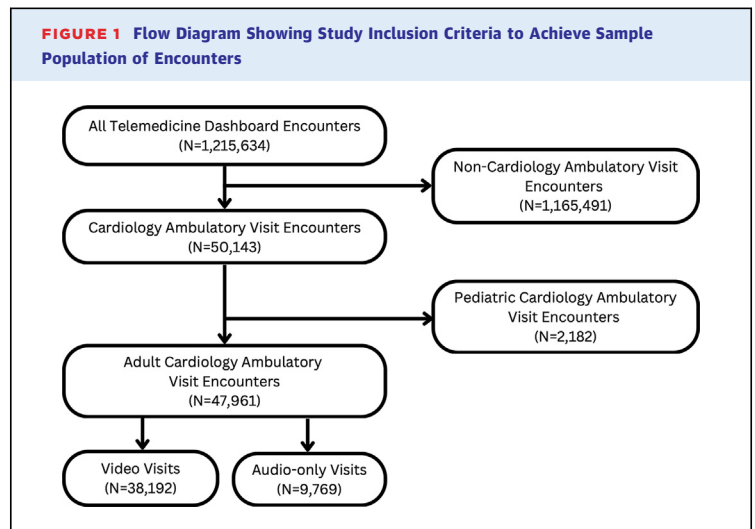 FIGURE 1 Flow Diagram Showing Study Inclusion Criteria to Achieve Sample
Population of Encounters
All Telemedicine Dashboard Encounters
(N=1,215,634)
Non-Cardiology Ambulatory Visit
Encounters
(N=1,165,491)
Cardiology Ambulatory Visit Encounters
(N=50,143)
Pediatric Cardiology Ambulatory
Visit Encounters
(N=2,182)
Adult Cardiology Ambulatory
Visit Encounters
(N=47,961)
Video Visits
(N=38,192)
Audio-only Visits
(N=9,769)